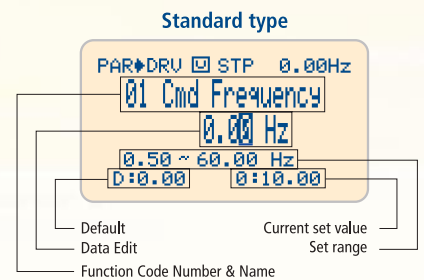 Standard type
PAR➧DRV U STP 0.00Hz
01 Cmd Frequency
0.00 Hz
0.50 ~ 60.00 Hz
D:0.00 0:10.00
Default Current set value
Data Edit Set range
Function Code Number & Name